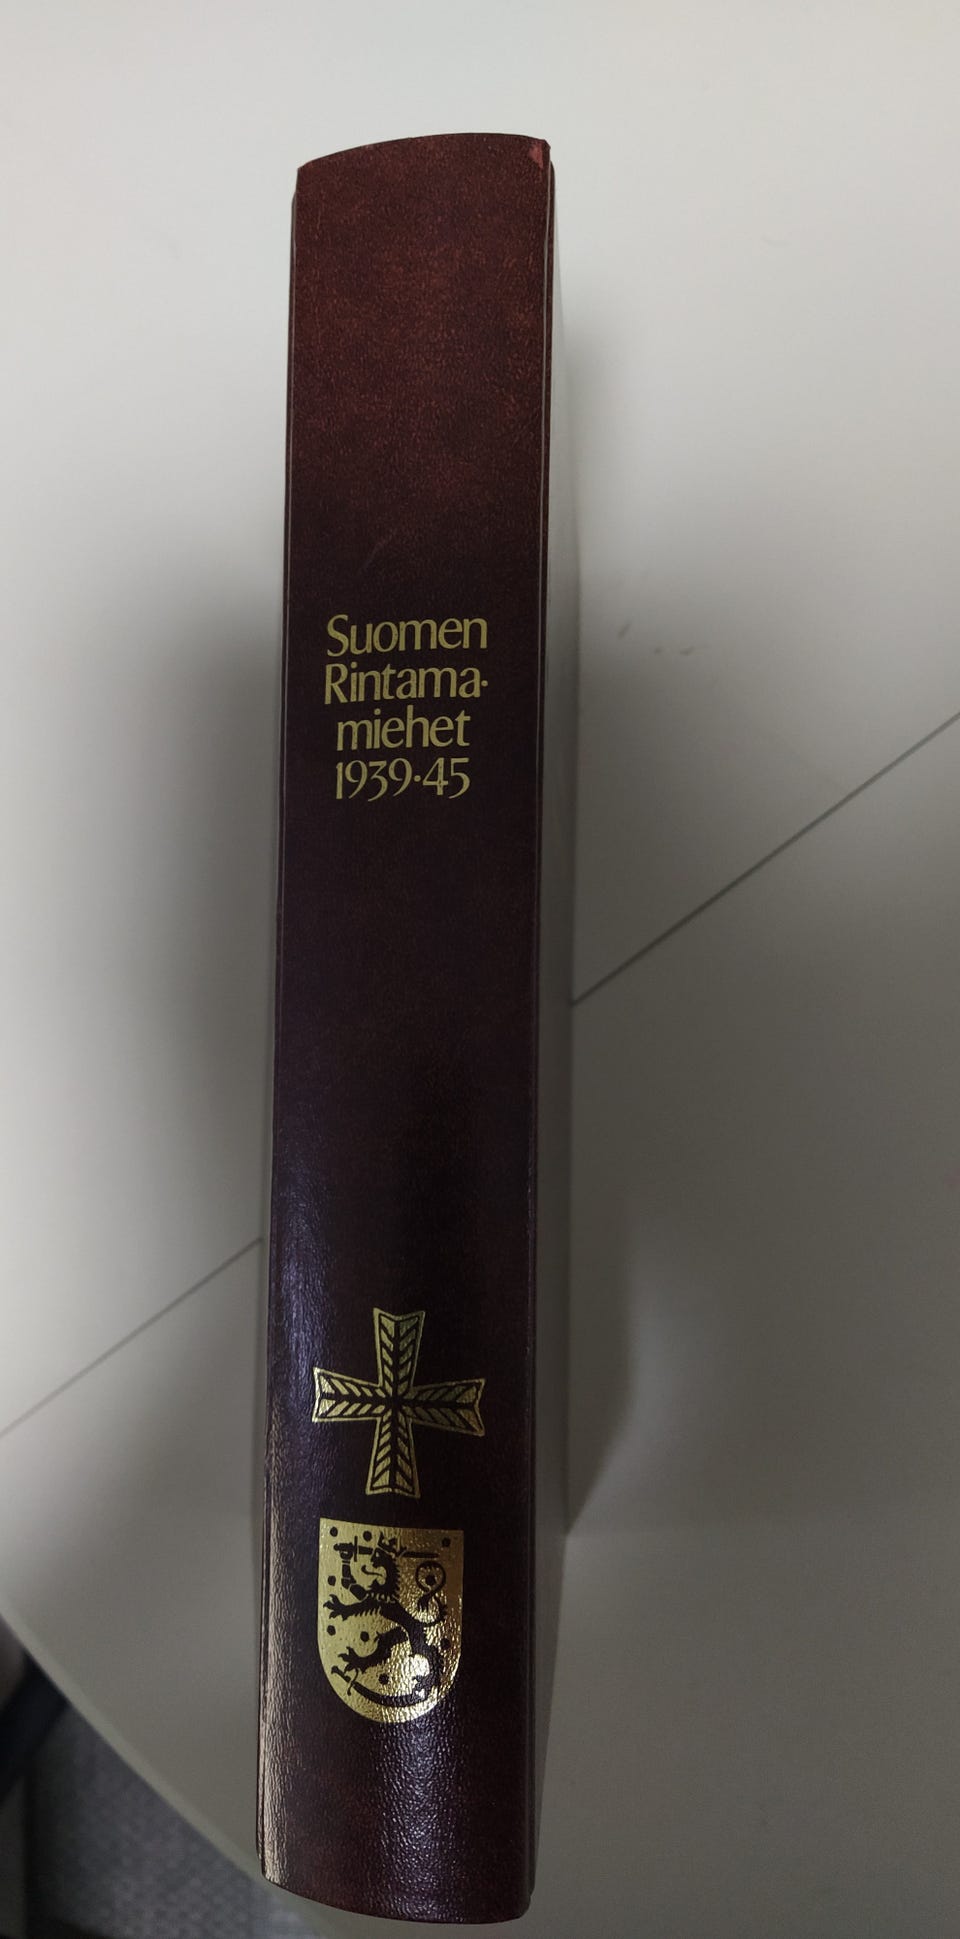 Suomen
Rintama-
miehet
1939-45